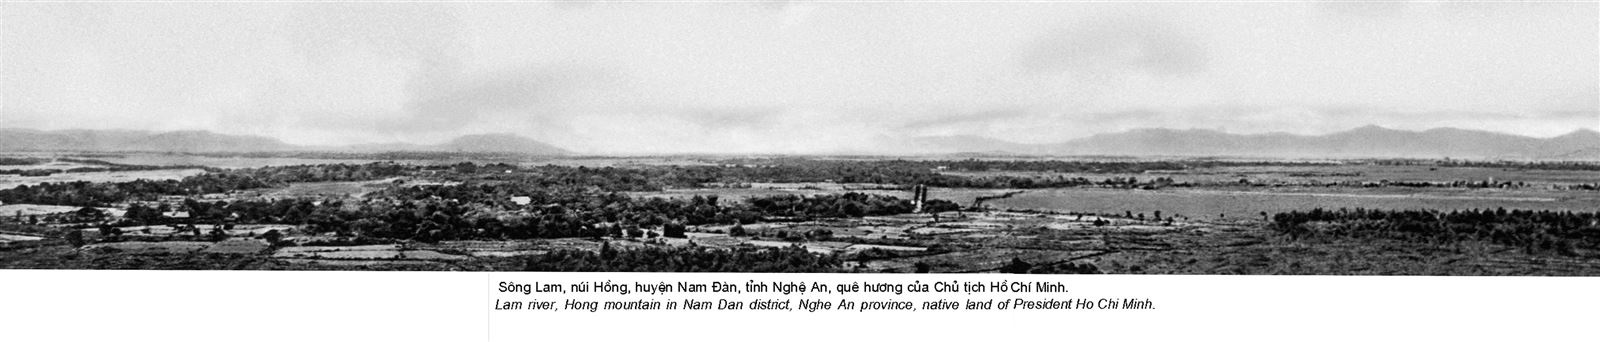 Sông Lam, núi Hồng, huyện Nam Đàn, tỉnh Nghệ An, quê hương của Chủ tịch Hồ Chí Minh.
Lam river, Hong mountain in Nam Dan district, Nghe An province, native land of President Ho Chi Minh.